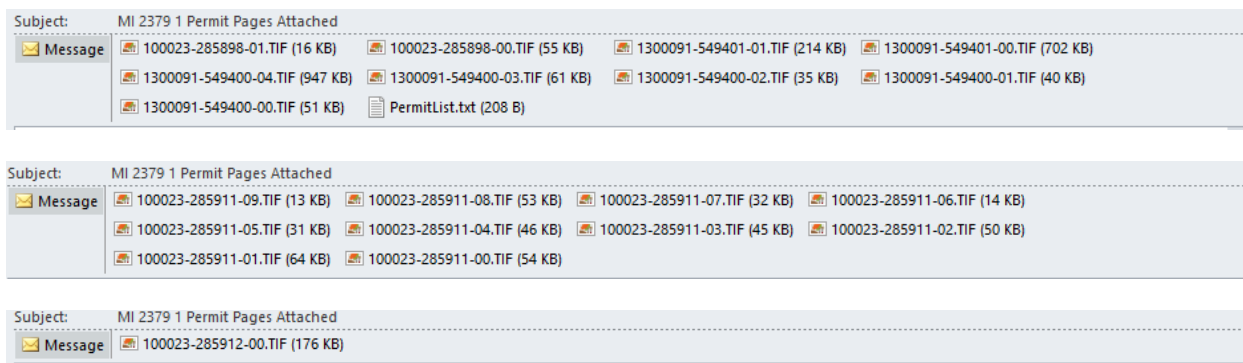 Subject: MI 2379 1 Permit Pages Attached
Message 100023-285898-01.TIF (16 KB) 100023-285898-00.TIF (55 KB) 1300091-549401-01.TIF (214 KB) 1300091-549401-00.TIF (702 KB)
1300091-549400-04.TIF (947 KB) 1300091-549400-03.TIF (61 KB) 1300091-549400-02.TIF (35 KB) 1300091-549400-01.TIF (40 KB)
1300091-549400-00.TIF (51 KB) PermitList.txt (208 B)
Subject: MI 2379 1 Permit Pages Attached
Message 100023-285911-09.TIF (13 KB) 100023-285911-08.TIF (53 KB) 100023-285911-07.TIF (32 KB) 100023-285911-06.TIF (14 KB)
100023-285911-05.TIF (31 KB) 100023-285911-04.TIF (46 KB) 100023-285911-03.TIF (45 KB) 100023-285911-02.TIF (50 KB)
100023-285911-01.TIF (64 KB) 100023-285911-00.TIF (54 KB)
Subject: MI 2379 1 Permit Pages Attached
Message 100023-285912-00.TIF (176 KB)